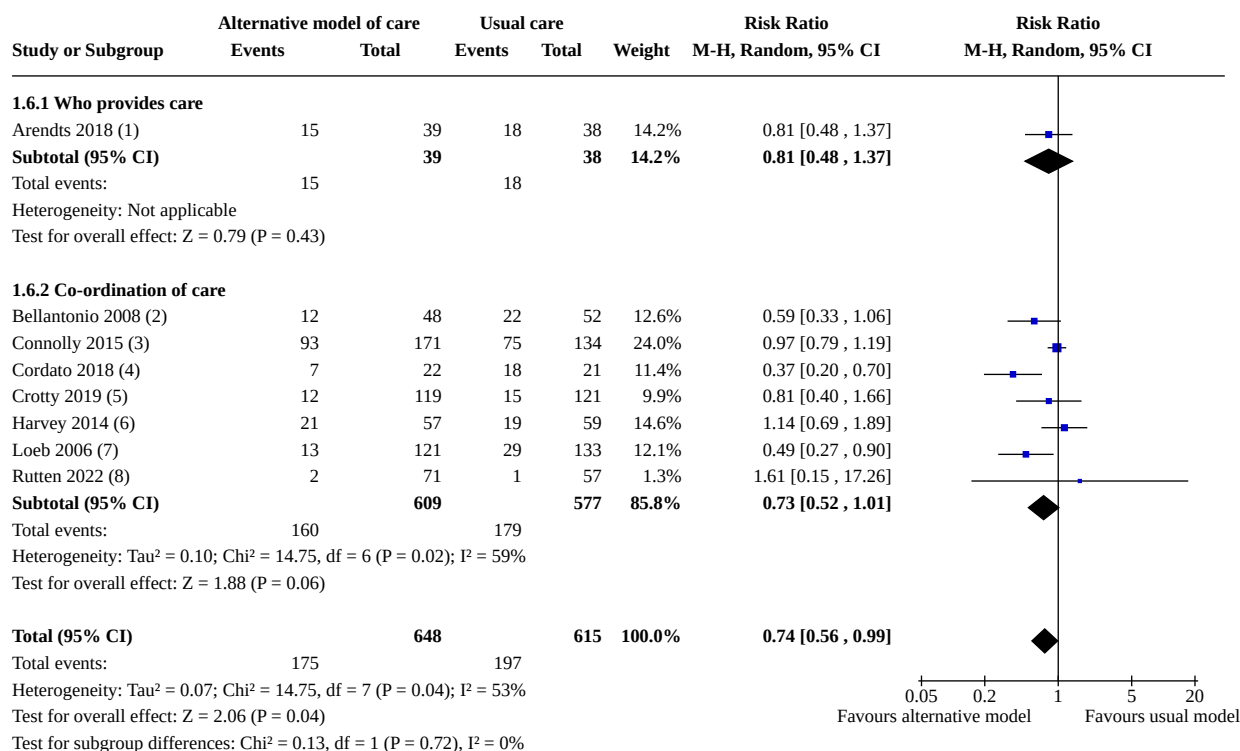 Alternative model of care Usual care Risk Ratio Risk Ratio
Study or Subgroup Events Total Events Total Weight M-H, Random, 95% CI M-H, Random, 95% CI
1.6.1 Who provides care
Arendts 2018 (1) 15 39 18 38 14.2% 0.81 [0.48 , 1.37]
Subtotal (95% CI) 39 38 14.2% 0.81 [0.48 , 1.37]
Total events: 15 18
Heterogeneity: Not applicable
Test for overall effect: Z = 0.79 (P = 0.43)
1.6.2 Co-ordination of care
Bellantonio 2008 (2) 12 48 22 52 12.6% 0.59 [0.33 , 1.06]
Connolly 2015 (3) 93 171 75 134 24.0% 0.97 [0.79 , 1.19]
Cordato 2018 (4) 7 22 18 21 11.4% 0.37 [0.20 , 0.70]
Crotty 2019 (5) 12 119 15 121 9.9% 0.81 [0.40 , 1.66]
Harvey 2014 (6) 21 57 19 59 14.6% 1.14 [0.69 , 1.89]
Loeb 2006 (7) 13 121 29 133 12.1% 0.49 [0.27 , 0.90]
Rutten 2022 (8) 2 71 1 57 1.3% 1.61 [0.15 , 17.26]
Subtotal (95% CI) 609 577 85.8% 0.73 [0.52 , 1.01]
Total events: 160 179
Heterogeneity: Tau² = 0.10; Chi² = 14.75, df = 6 (P = 0.02); I² = 59%
Test for overall effect: Z = 1.88 (P = 0.06)
Total (95% CI) 648 615 100.0% 0.74 [0.56 , 0.99]
Total events: 175 197
Heterogeneity: Tau² = 0.07; Chi² = 14.75, df = 7 (P = 0.04); I² = 53%
0.05 0.2 1 5 20
Test for overall effect: Z = 2.06 (P = 0.04)
Favours alternative model Favours usual model
Test for subgroup differences: Chi² = 0.13, df = 1 (P = 0.72), I² = 0%